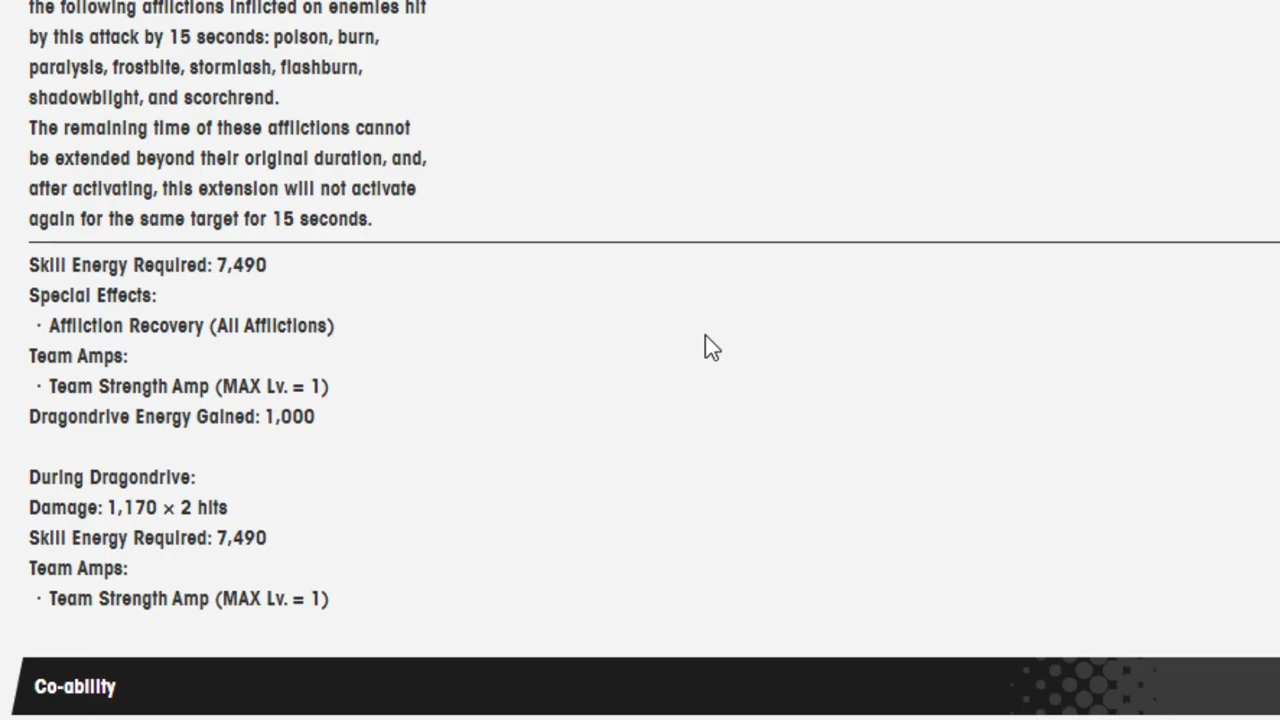 the following afflictions inflicted on enemies hit
by this attack by 15 seconds: poison, burn,
paralysis, frostbite, stormlash, flashburn,
shadowblight, and scorchrend.
The remaining time of these afflictions cannot
be extended beyond their original duration, and,
after activating, this extension will not activate
again for the same target for 15 seconds.
Skill Energy Required: 7,490
Special Effects:
・Affliction Recovery (All Afflictions)
Team Amps:
・Team Strength Amp (MAX Lv. = 1)
Dragondrive Energy Gained: 1,000
During Dragondrive:
Damage: 1,170 × 2 hits
Skill Energy Required: 7,490
Team Amps:
・Team Strength Amp (MAX Lv. = 1)
Co-ability